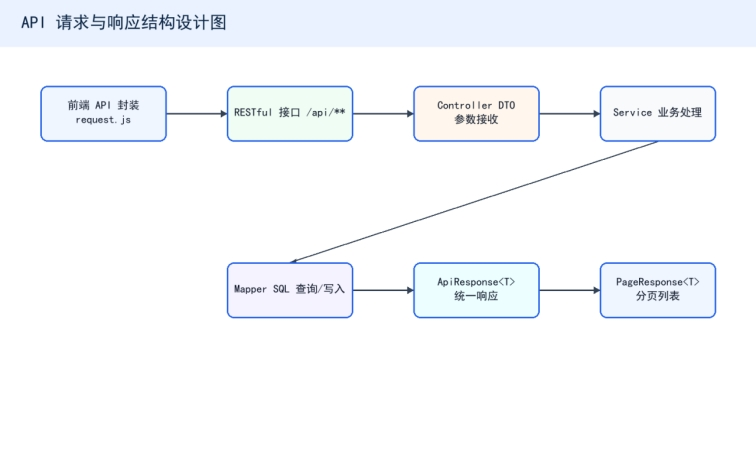 API 请求与响应结构设计图
前端 API 封装
request.js
RESTful 接口 /api/**
Controller DTO
参数接收
Service 业务处理
Mapper SQL 查询/写入
ApiResponse<T>
统一响应
PageResponse<T>
分页列表